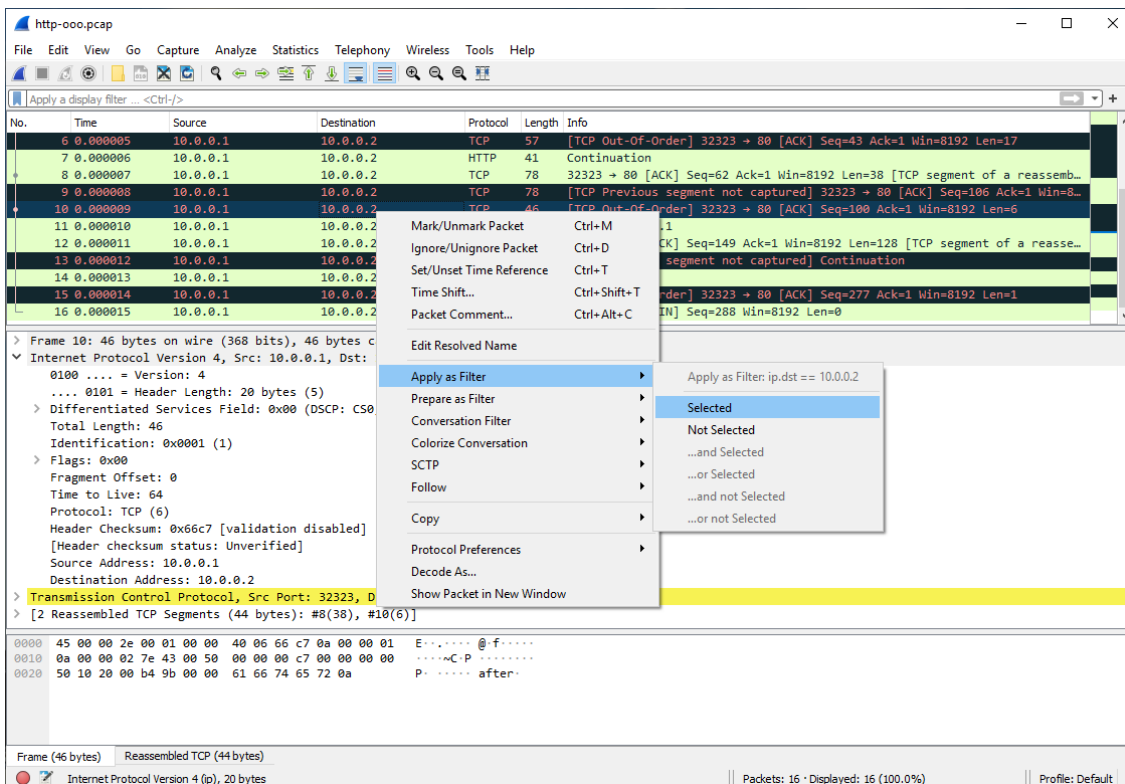 http-ooo.pcap
File Edit View Go Capture Analyze Statistics Telephony Wireless Tools Help
Apply a display filter ... <Ctrl-/>
No. Time Source Destination Protocol Length Info
6 0.000005 10.0.0.1 10.0.0.2 TCP 57 [TCP Out-Of-Order] 32323 → 80 [ACK] Seq=43 Ack=1 Win=8192 Len=17
7 0.000006 10.0.0.1 10.0.0.2 HTTP 41 Continuation
8 0.000007 10.0.0.1 10.0.0.2 TCP 78 32323 → 80 [ACK] Seq=62 Ack=1 Win=8192 Len=38 [TCP segment of a reassemb…
9 0.000008 10.0.0.1 10.0.0.2 TCP 78 [TCP Previous segment not captured] 32323 → 80 [ACK] Seq=106 Ack=1 Win=8…
10 0.000009 10.0.0.1 10.0.0.2 TCP 46 [TCP Out-Of-Order] 32323 → 80 [ACK] Seq=100 Ack=1 Win=8192 Len=6
11 0.000010 10.0.0.1 10.0.0.2 .1
12 0.000011 10.0.0.1 10.0.0.2 CK] Seq=149 Ack=1 Win=8192 Len=128 [TCP segment of a reasse…
13 0.000012 10.0.0.1 10.0.0.2 segment not captured] Continuation
14 0.000013 10.0.0.1 10.0.0.2
15 0.000014 10.0.0.1 10.0.0.2 der] 32323 → 80 [ACK] Seq=277 Ack=1 Win=8192 Len=1
16 0.000015 10.0.0.1 10.0.0.2 IN] Seq=288 Win=8192 Len=0
Mark/Unmark Packet Ctrl+M
Ignore/Unignore Packet Ctrl+D
Set/Unset Time Reference Ctrl+T
Time Shift... Ctrl+Shift+T
Packet Comment... Ctrl+Alt+C
Edit Resolved Name
Apply as Filter
Prepare as Filter
Conversation Filter
Colorize Conversation
SCTP
Follow
Copy
Protocol Preferences
Decode As...
Show Packet in New Window
Apply as Filter: ip.dst == 10.0.0.2
Selected
Not Selected
...and Selected
...or Selected
...and not Selected
...or not Selected
> Frame 10: 46 bytes on wire (368 bits), 46 bytes c
Internet Protocol Version 4, Src: 10.0.0.1, Dst:
0100 .... = Version: 4
.... 0101 = Header Length: 20 bytes (5)
> Differentiated Services Field: 0x00 (DSCP: CS0
Total Length: 46
Identification: 0x0001 (1)
> Flags: 0x00
Fragment Offset: 0
Time to Live: 64
Protocol: TCP (6)
Header Checksum: 0x66c7 [validation disabled]
[Header checksum status: Unverified]
Source Address: 10.0.0.1
Destination Address: 10.0.0.2
> Transmission Control Protocol, Src Port: 32323, D
> [2 Reassembled TCP Segments (44 bytes): #8(38), #10(6)]
0000 45 00 00 2e 00 01 00 00 40 06 66 c7 0a 00 00 01 E··.···· @·f·····
0010 0a 00 00 02 7e 43 00 50 00 00 00 c7 00 00 00 00 ····~C·P ········
0020 50 10 20 00 b4 9b 00 00 61 66 74 65 72 0a P· ····· after·
Frame (46 bytes) Reassembled TCP (44 bytes)
Internet Protocol Version 4 (ip), 20 bytes Packets: 16 · Displayed: 16 (100.0%) Profile: Default